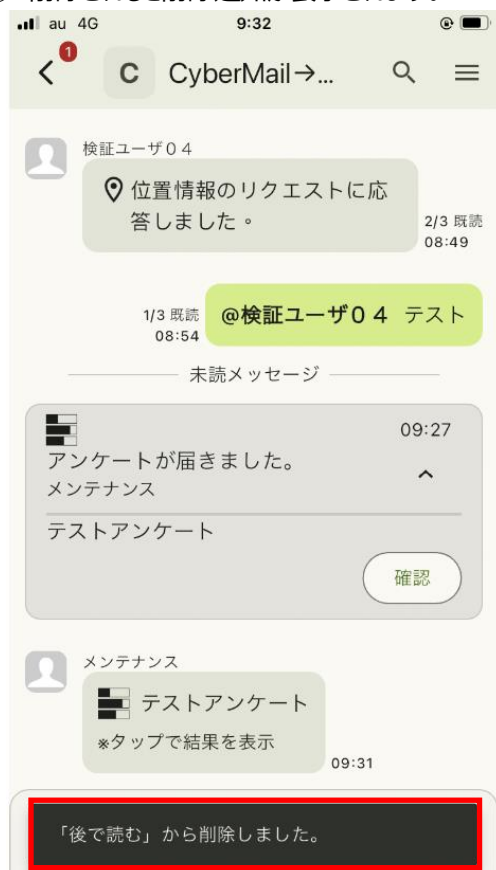 au 4G 9:32
1
C CyberMail→...
検証ユーザ０４
位置情報のリクエストに応
答しました。
2/3 既読
08:49
1/3 既読
08:54
@検証ユーザ０４ テスト
未読メッセージ
09:27
アンケートが届きました。
メンテナンス
テストアンケート
確認
メンテナンス
テストアンケート
※タップで結果を表示
09:31
「後で読む」から削除しました。